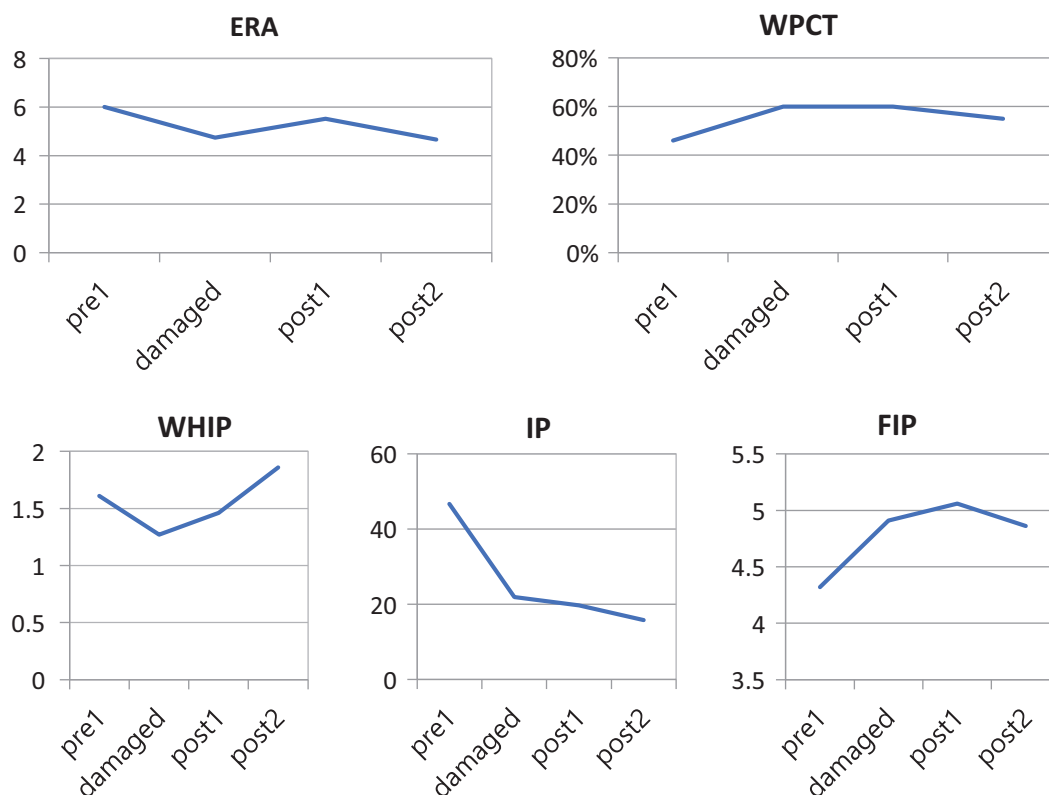 ERA
8
6
4
2
0
pre1
damaged
post1
post2
WPCT
80%
60%
40%
20%
0%
pre1
damaged
post1
post2
WHIP
2
1.5
1
0.5
0
pre1
damaged
post1
post2
IP
60
40
20
0
pre1
damaged
post1
post2
FIP
5.5
5
4.5
4
3.5
pre1
damaged
post1
post2